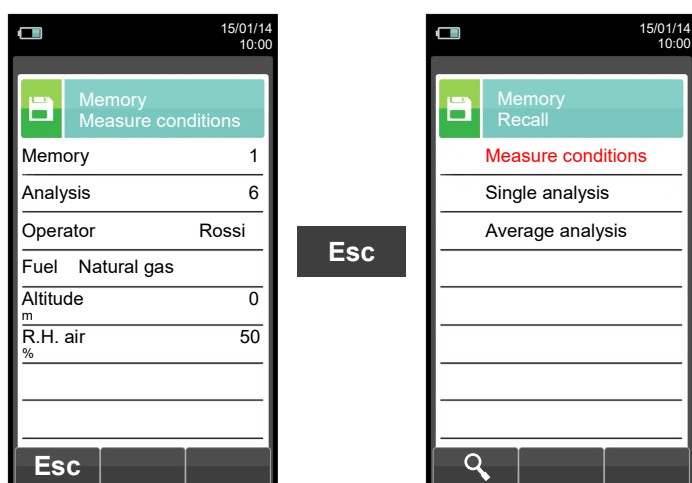 15/01/14
10:00
Memory
Measure conditions
Memory 1
Analysis 6
Operator Rossi
Fuel Natural gas
Altitude 0
m
R.H. air 50
%
Esc
Esc
15/01/14
10:00
Memory
Recall
Measure conditions
Single analysis
Average analysis